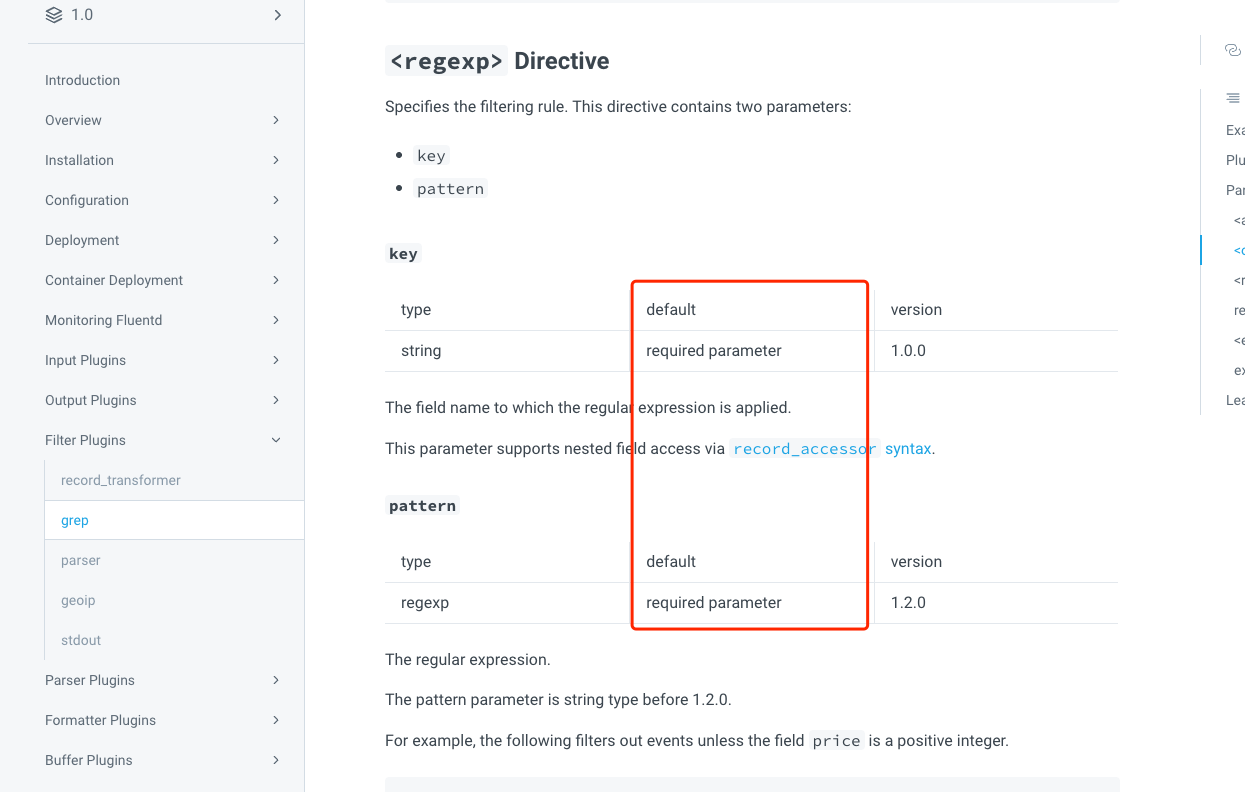 1.0
Introduction
Overview
Installation
Configuration
Deployment
Container Deployment
Monitoring Fluentd
Input Plugins
Output Plugins
Filter Plugins
record_transformer
grep
parser
geoip
stdout
Parser Plugins
Formatter Plugins
Buffer Plugins
<regexp> Directive
Specifies the filtering rule. This directive contains two parameters:
key
pattern
key
type default version
string required parameter 1.0.0
The field name to which the regular expression is applied.
This parameter supports nested field access via record_accessor syntax.
pattern
type default version
regexp required parameter 1.2.0
The regular expression.
The pattern parameter is string type before 1.2.0.
For example, the following filters out events unless the field price is a positive integer.
Exa
Plu
Par
<a
<
<r
re
<e
ex
Lea